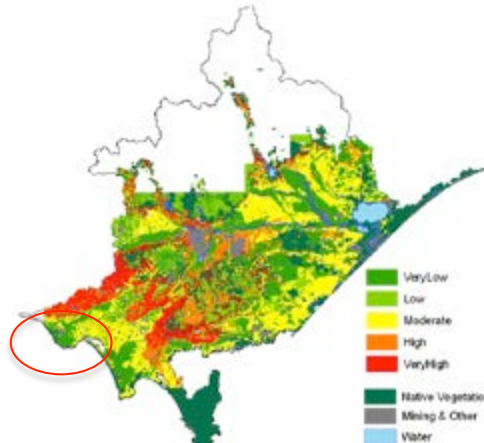 VeryLow
Low
Moderate
High
VeryHigh
Native Vegetatio
Mining & Other
Water